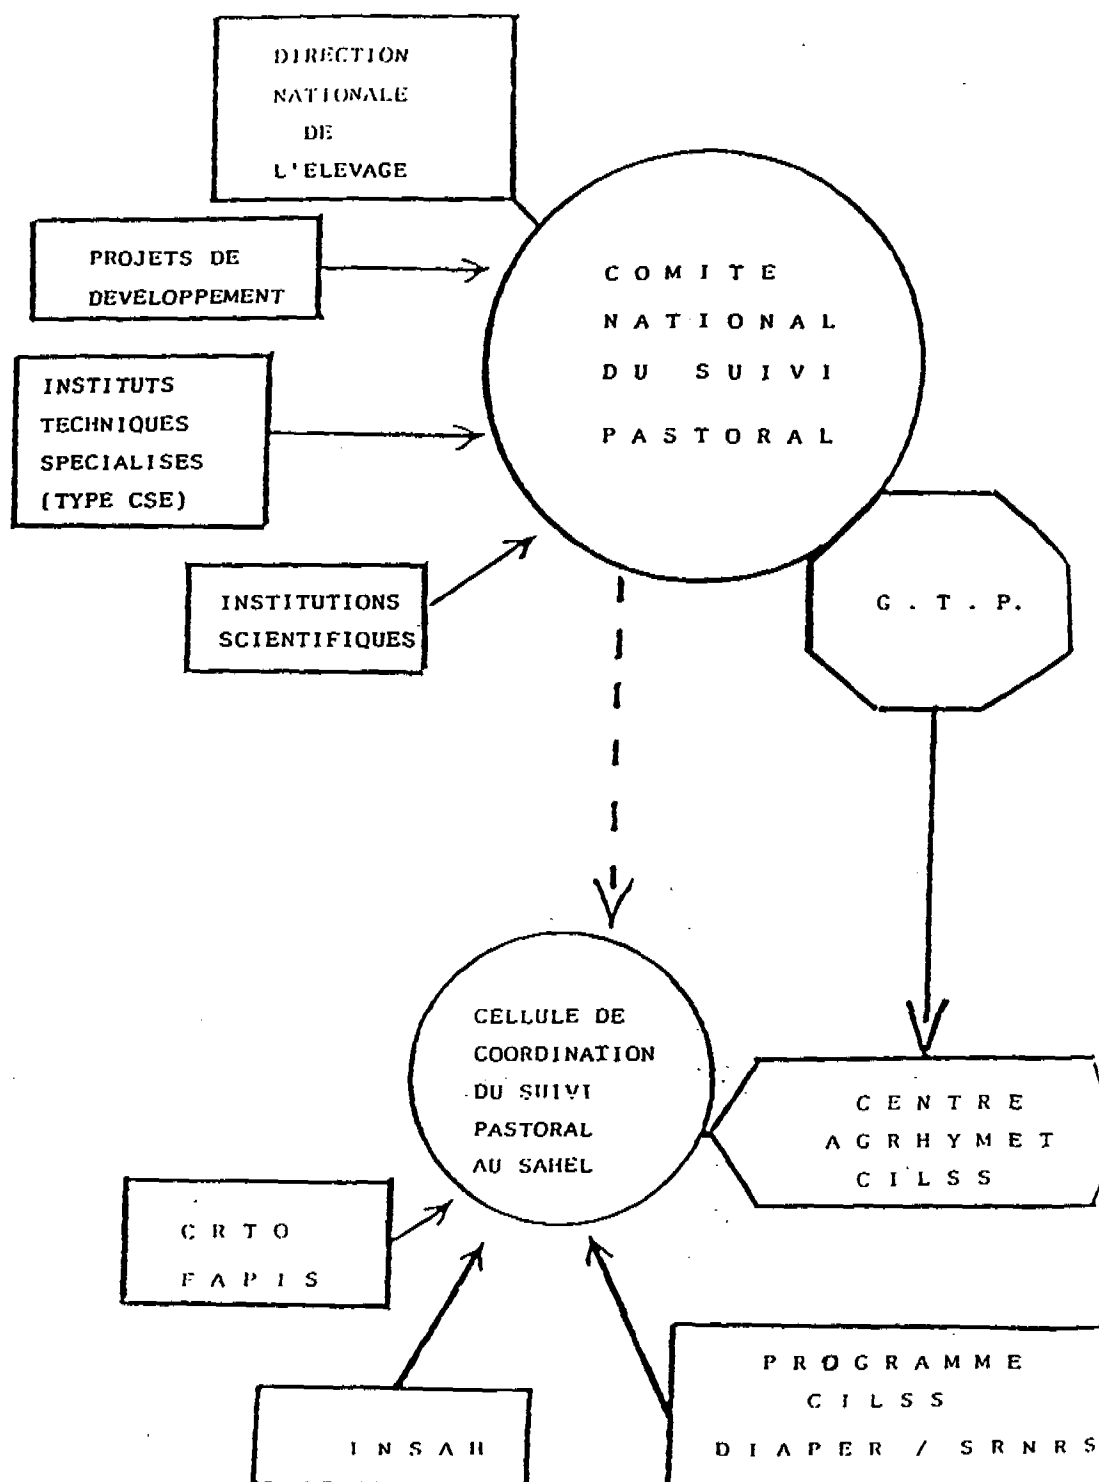 DIRECTION
NATIONALE
DE
L'ELEVAGE
PROJETS DE
DEVELOPPEMENT
INSTITUTS
TECHNIQUES
SPECIALISES
(TYPE CSE)
INSTITUTIONS
SCIENTIFIQUES
COMITE
NATIONAL
DU SUIVI
PASTORAL
G.T.P.
CELLULE DE
COORDINATION
DU SUIVI
PASTORAL
AU SAHEL
CENTRE
AGRHYMET
CILSS
CRTO
FAPIS
INSAH
PROGRAMME
CILSS
DIAPER / SRNRS